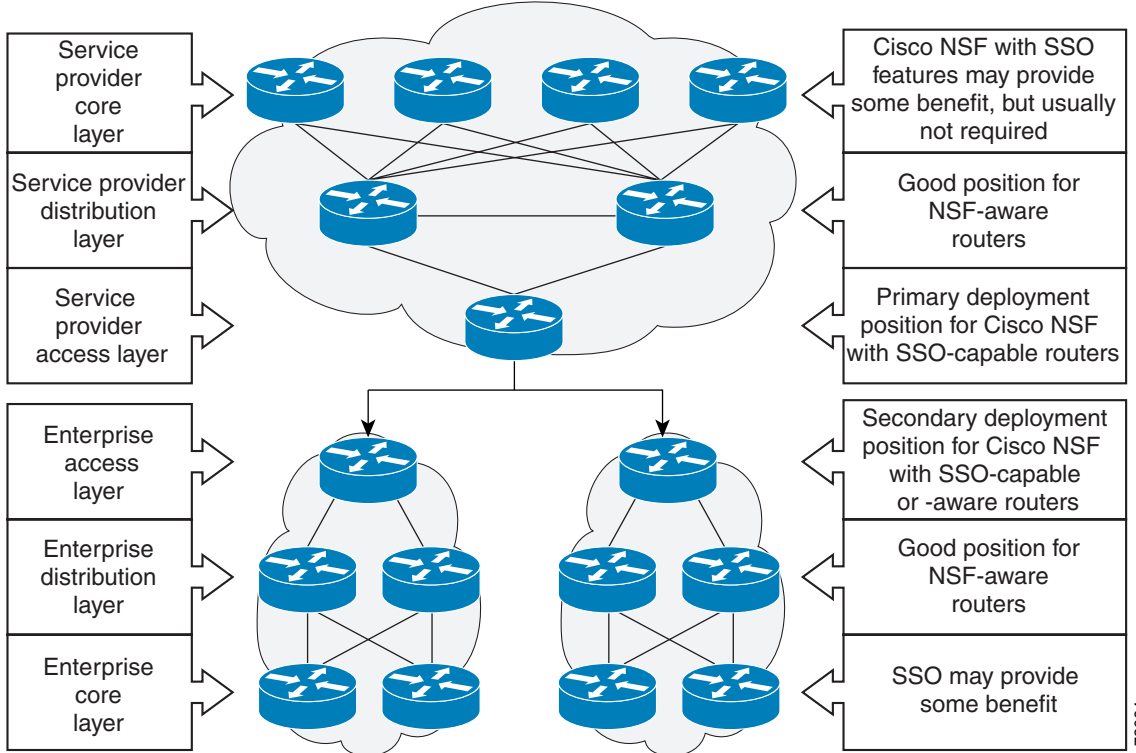 Service
provider
core
layer
Cisco NSF with SSO
features may provide
some benefit, but usually
not required
Service provider
distribution
layer
Good position for
NSF-aware
routers
Service
provider
access layer
Primary deployment
position for Cisco NSF
with SSO-capable routers
Enterprise
access
layer
Secondary deployment
position for Cisco NSF
with SSO-capable
or -aware routers
Enterprise
distribution
layer
Good position for
NSF-aware
routers
Enterprise
core
layer
SSO may provide
some benefit